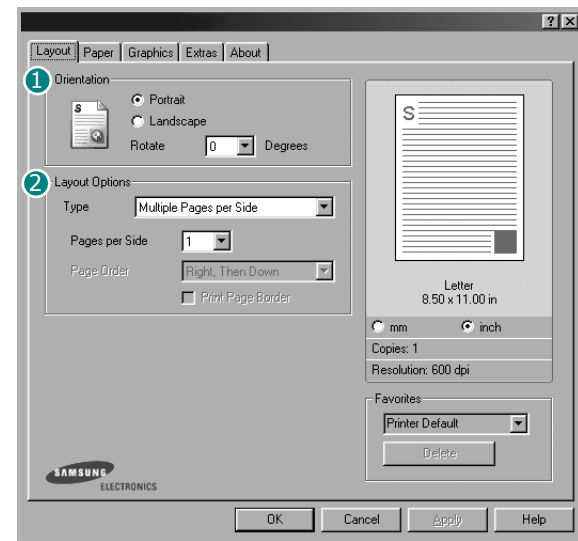 ? x
Layout Paper Graphics Extras About
1 Orientation
S
Portrait
Landscape
Rotate 0 Degrees
2 Layout Options
Type Multiple Pages per Side
Pages per Side 1
Page Order Right, Then Down
Print Page Border
S
Letter
8.50 x 11.00 in
mm inch
Copies: 1
Resolution: 600 dpi
Favorites
Printer Default
Delete
SAMSUNG
ELECTRONICS
OK Cancel Apply Help